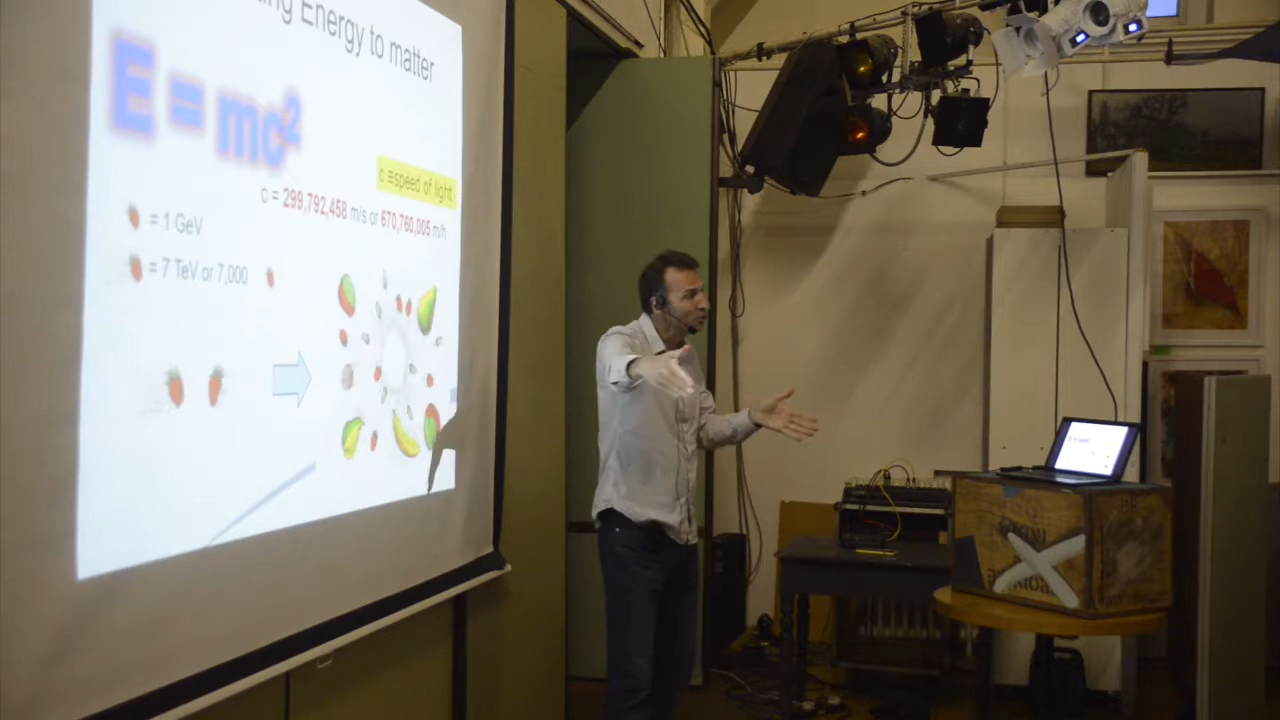 ing Energy to matter
E = mc²
c ≡speed of light
c = 299,792,458 m/s or 670,760,005 m/h
= 1 GeV
= 7 TeV or 7,000